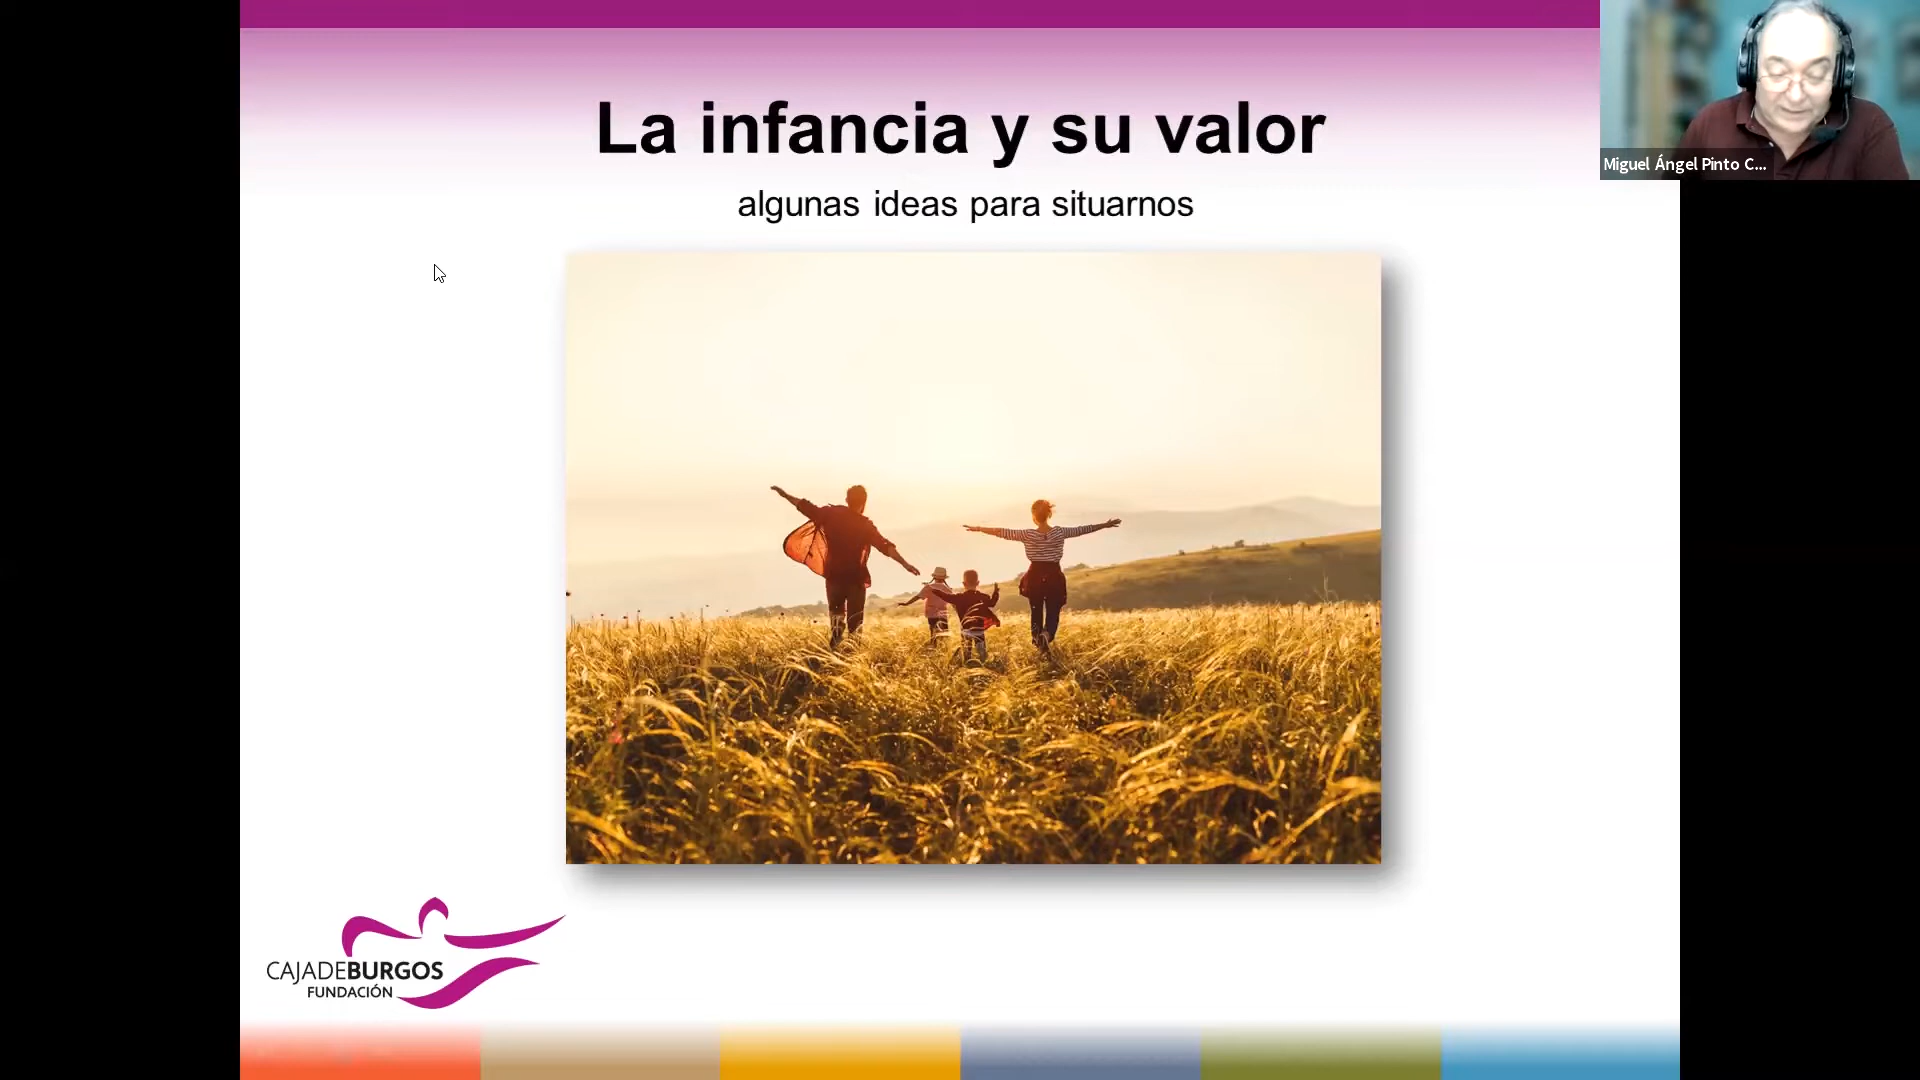 La infancia y su valor
algunas ideas para situarnos
Miguel Ángel Pinto C...
CAJADEBURGOS
FUNDACIÓN